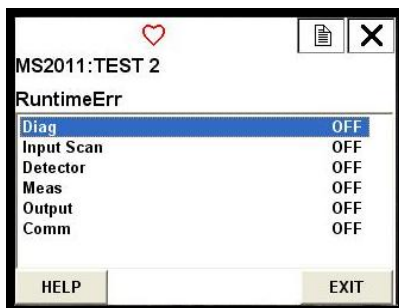 MS2011:TEST 2
RuntimeErr
Diag OFF
Input Scan OFF
Detector OFF
Meas OFF
Output OFF
Comm OFF
HELP EXIT